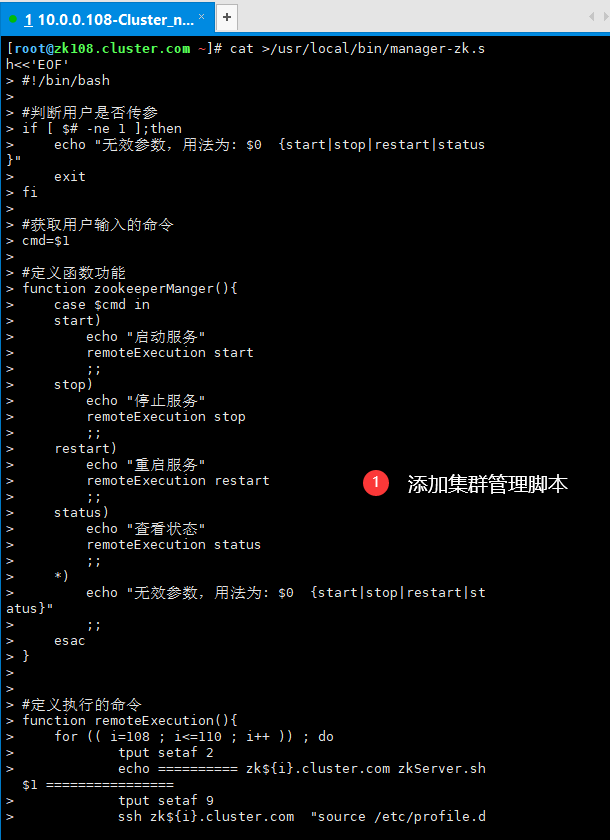 1 10.0.0.108-Cluster_n... × +
[root@zk108.cluster.com ~]# cat >/usr/local/bin/manager-zk.s
h<<'EOF'
> #!/bin/bash
>
> #判断用户是否传参
> if [ $# -ne 1 ];then
>     echo "无效参数，用法为: $0  {start|stop|restart|status
}"
>     exit
> fi
>
> #获取用户输入的命令
> cmd=$1
>
> #定义函数功能
> function zookeeperManger(){
>     case $cmd in
>     start)
>         echo "启动服务"
>         remoteExecution start
>         ;;
>     stop)
>         echo "停止服务"
>         remoteExecution stop
>         ;;
>     restart)
>         echo "重启服务"
>         remoteExecution restart
>         ;;
>     status)
>         echo "查看状态"
>         remoteExecution status
>         ;;
>     *)
>         echo "无效参数，用法为: $0  {start|stop|restart|st
atus}"
>         ;;
>     esac
> }
>
>
> #定义执行的命令
> function remoteExecution(){
>     for (( i=108 ; i<=110 ; i++ )) ; do
>             tput setaf 2
>             echo ========== zk${i}.cluster.com zkServer.sh
  $1 ================
>             tput setaf 9
>             ssh zk${i}.cluster.com  "source /etc/profile.d
1 添加集群管理脚本